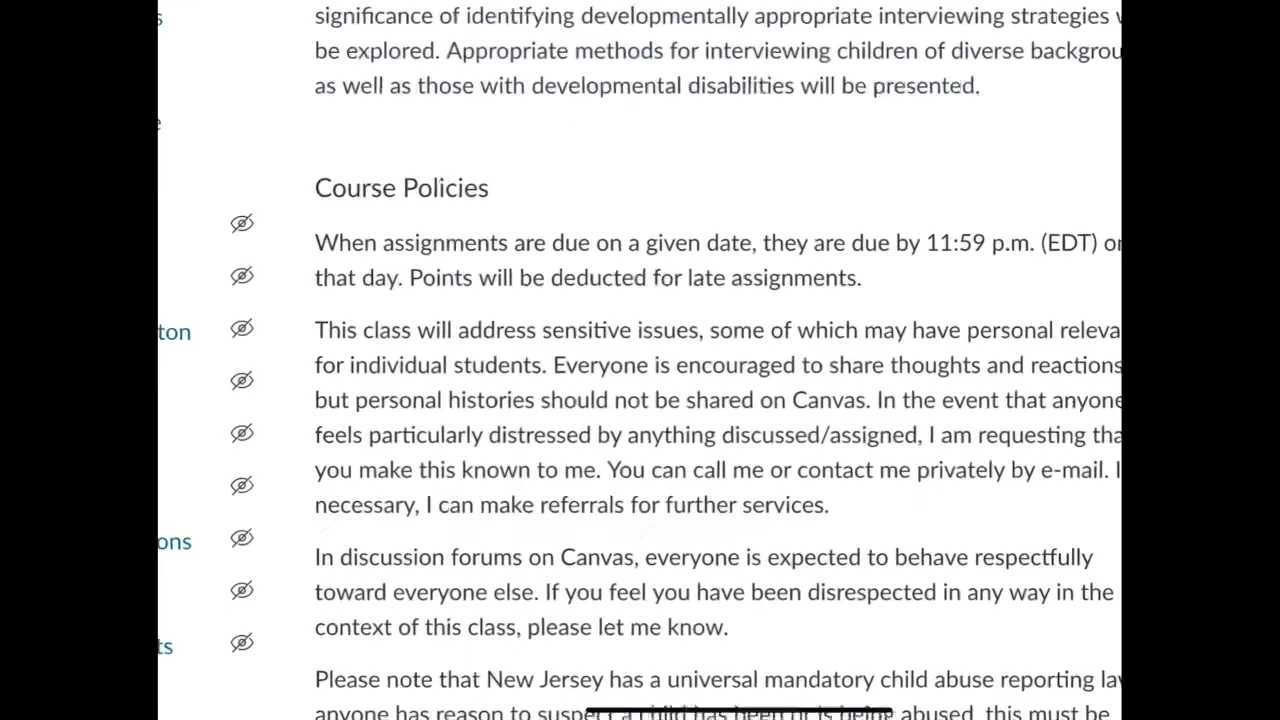 s
significance of identifying developmentally appropriate interviewing strategies
be explored. Appropriate methods for interviewing children of diverse backgrou
as well as those with developmental disabilities will be presented.
e
Course Policies
When assignments are due on a given date, they are due by 11:59 p.m. (EDT) on
that day. Points will be deducted for late assignments.
ton
This class will address sensitive issues, some of which may have personal releva
for individual students. Everyone is encouraged to share thoughts and reactions
but personal histories should not be shared on Canvas. In the event that anyone
feels particularly distressed by anything discussed/assigned, I am requesting tha
you make this known to me. You can call me or contact me privately by e-mail. I
necessary, I can make referrals for further services.
ons
In discussion forums on Canvas, everyone is expected to behave respectfully
toward everyone else. If you feel you have been disrespected in any way in the
context of this class, please let me know.
ts
Please note that New Jersey has a universal mandatory child abuse reporting la
anyone has reason to suspect a child has been or is being abused, this must be